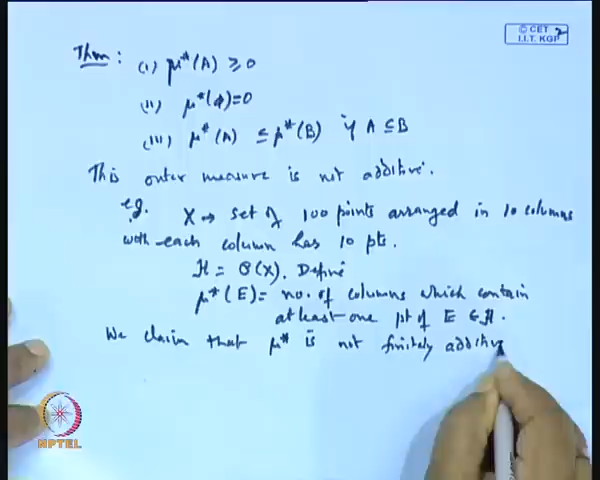 © CET
I.I.T. KGP
Thm: (i) μ*(A) ≥ 0
(ii) μ*(φ)=0
(iii) μ*(A) ≤ μ*(B) if A ⊆ B
This outer measure is not additive.
e.g. X → set of 100 points arranged in 10 columns
with each column has 10 pts.
H = P(X). Define
μ*(E) = no. of columns which contain
at least one pt of E ∈ H.
We claim that μ* is not finitely additive
NPTEL